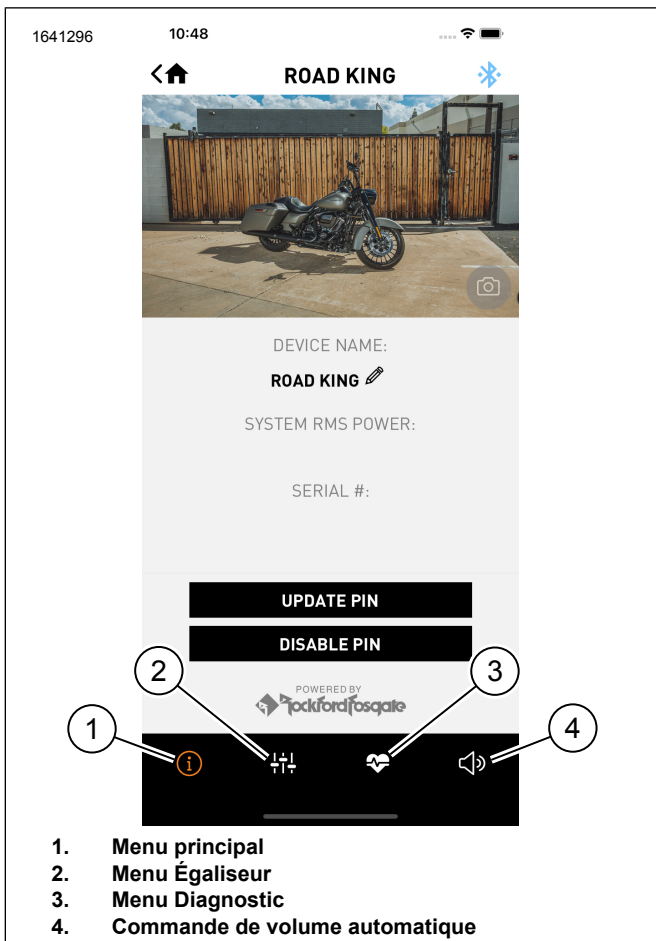 1641296
10:48
ROAD KING
DEVICE NAME:
ROAD KING
SYSTEM RMS POWER:
SERIAL #:
UPDATE PIN
DISABLE PIN
POWERED BY
Rockford Fosgate
1
2
3
4
1. Menu principal
2. Menu Égaliseur
3. Menu Diagnostic
4. Commande de volume automatique